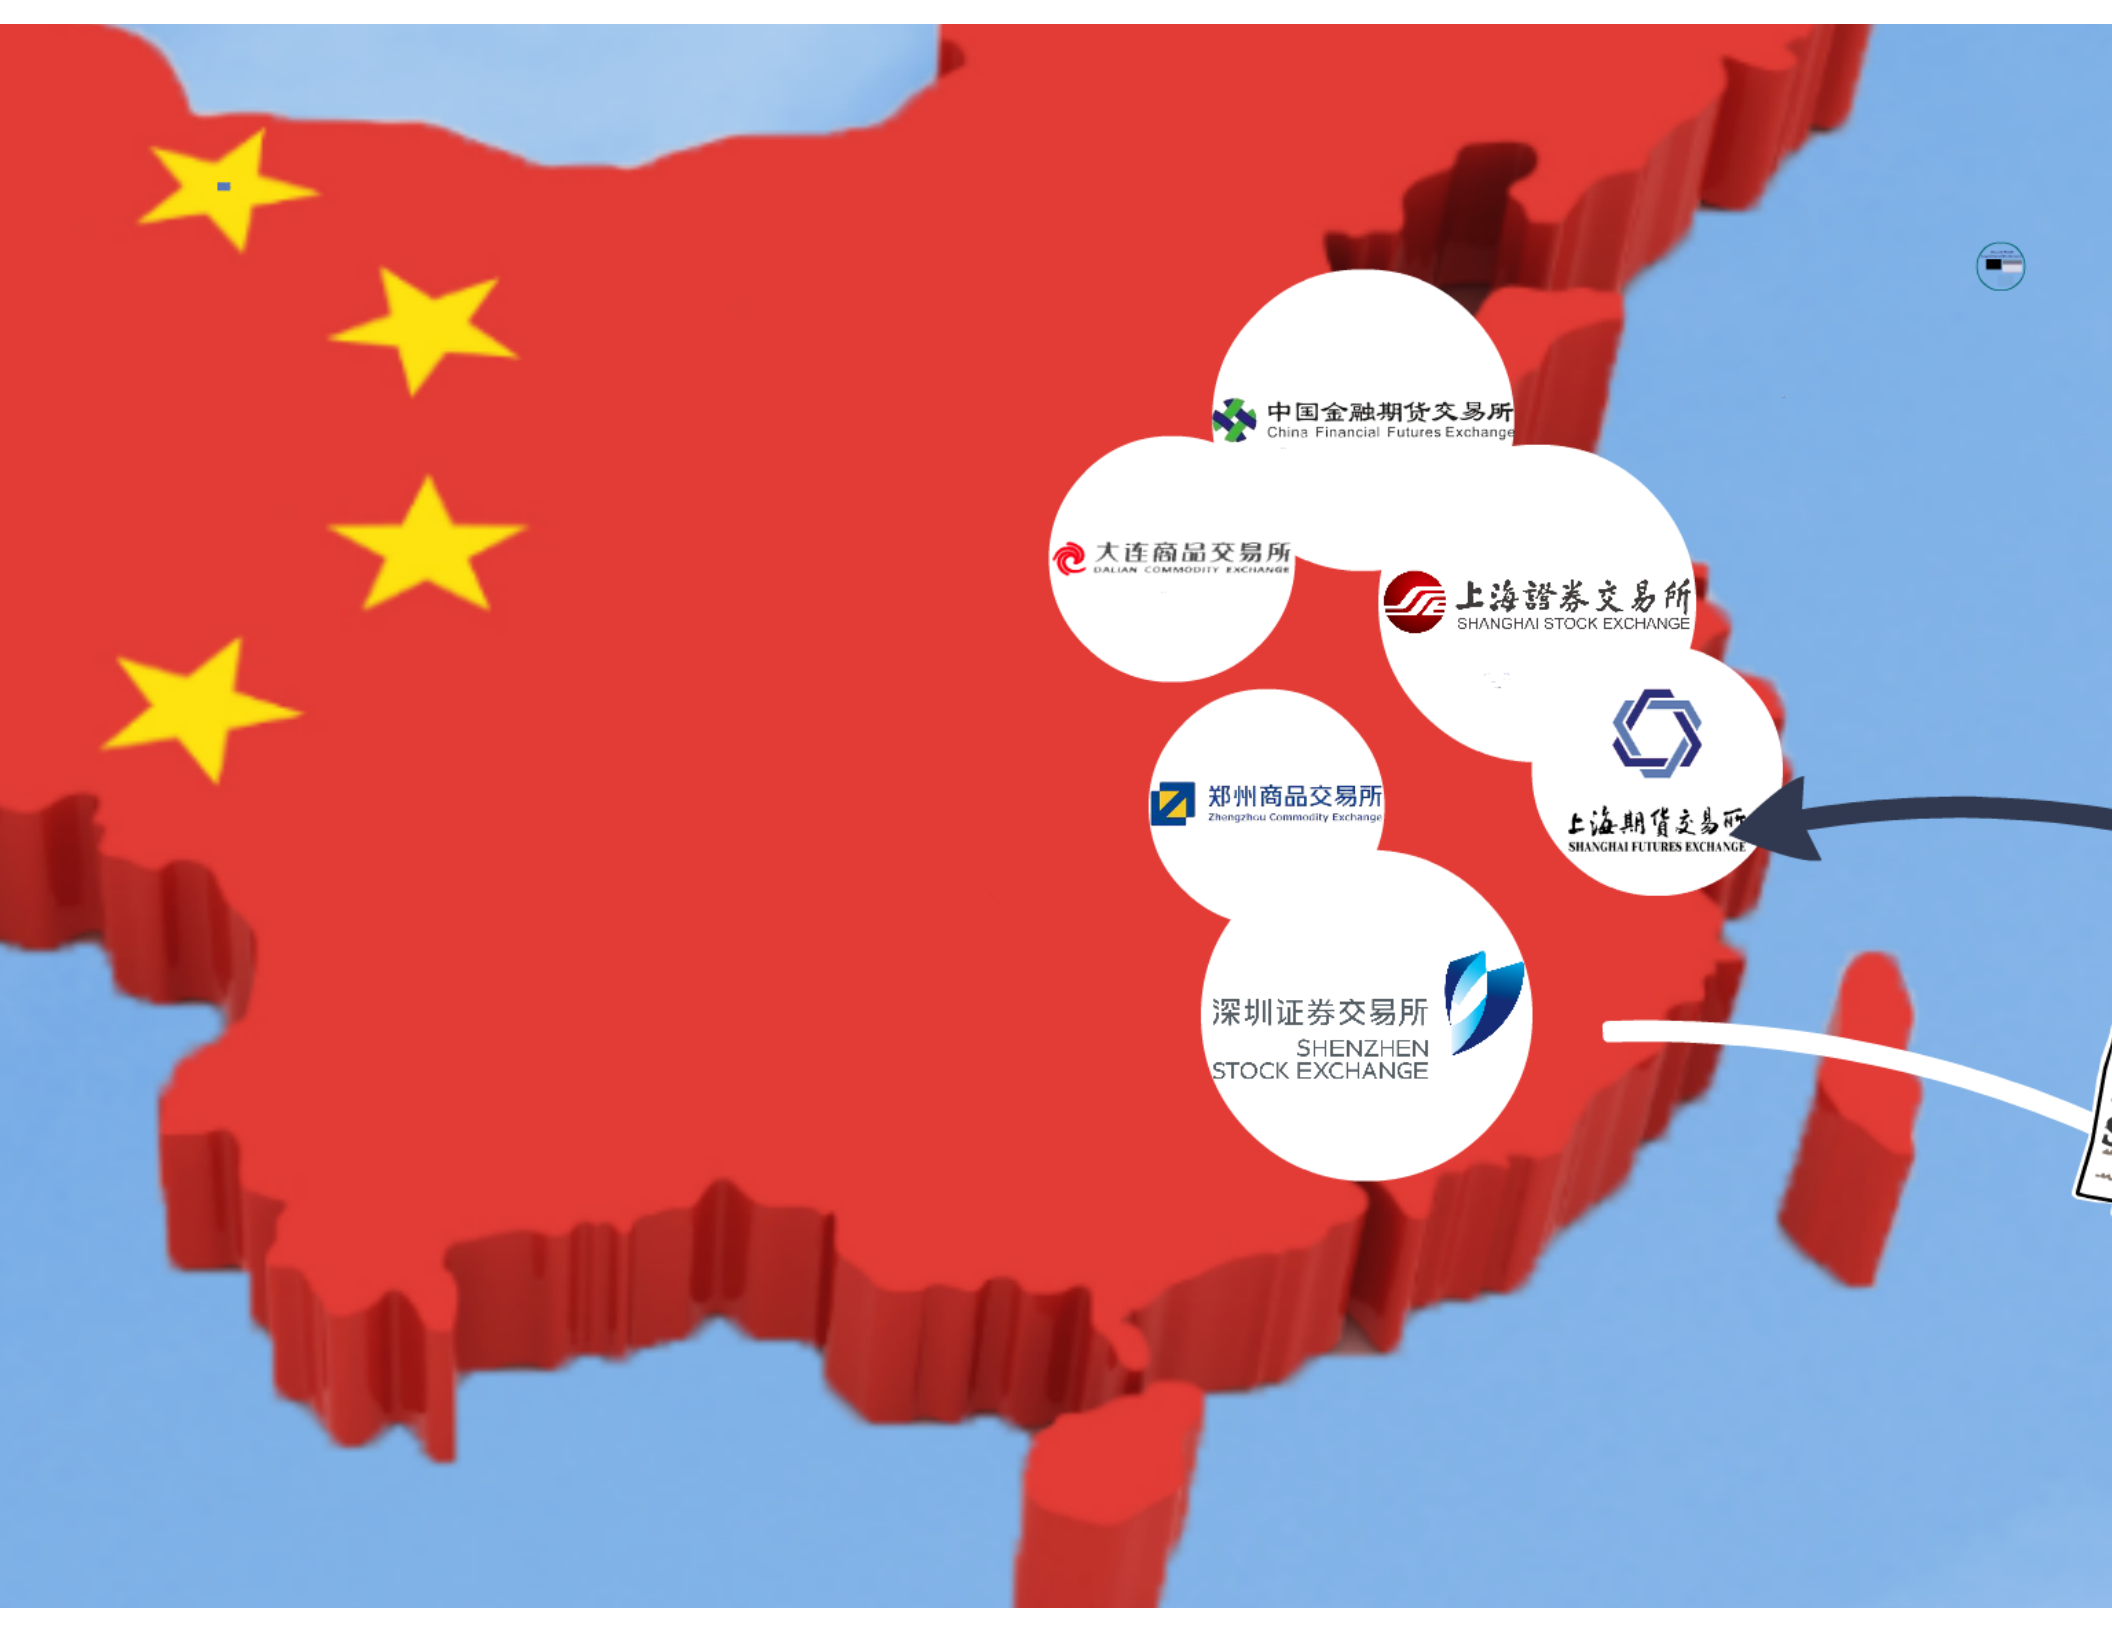 中国金融期货交易所
China Financial Futures Exchange
大连商品交易所
DALIAN COMMODITY EXCHANGE
上海證券交易所
SHANGHAI STOCK EXCHANGE
上海期货交易所
SHANGHAI FUTURES EXCHANGE
郑州商品交易所
Zhengzhou Commodity Exchange
深圳证券交易所
SHENZHEN
STOCK EXCHANGE